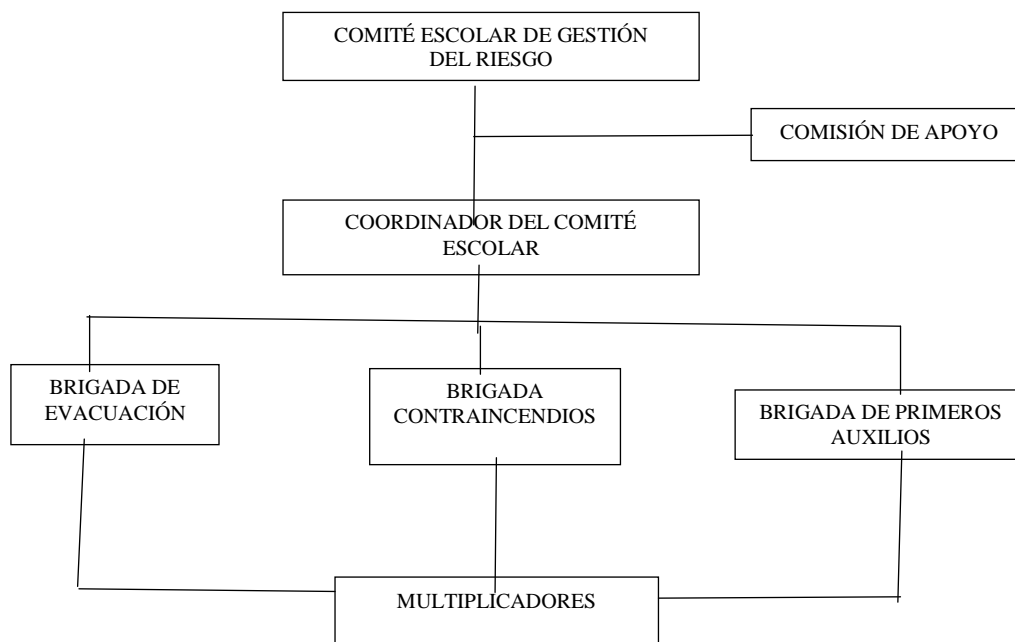 COMITÉ ESCOLAR DE GESTIÓN
DEL RIESGO
COMISIÓN DE APOYO
COORDINADOR DEL COMITÉ
ESCOLAR
BRIGADA DE
EVACUACIÓN
BRIGADA
CONTRAINCENDIOS
BRIGADA DE PRIMEROS
AUXILIOS
MULTIPLICADORES